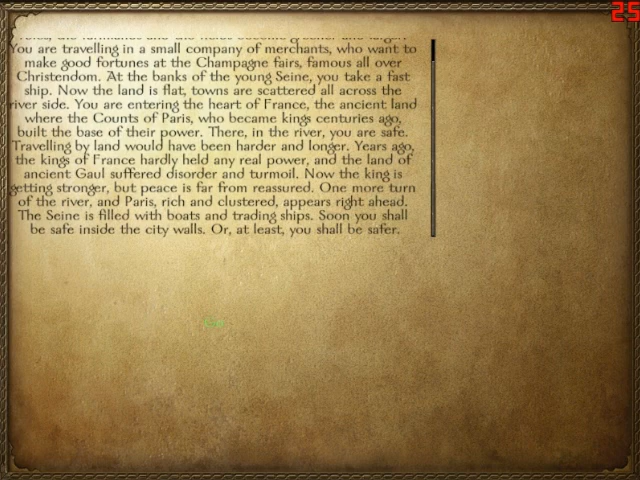 25
You are travelling in a small company of merchants, who want to
make good fortunes at the Champagne fairs, famous all over
Christendom. At the banks of the young Seine, you take a fast
ship. Now the land is flat, towns are scattered all across the
river side. You are entering the heart of France, the ancient land
where the Counts of Paris, who became kings centuries ago,
built the base of their power. There, in the river, you are safe.
Travelling by land would have been harder and longer. Years ago,
the kings of France hardly held any real power, and the land of
ancient Gaul suffered disorder and turmoil. Now the king is
getting stronger, but peace is far from reassured. One more turn
of the river, and Paris, rich and clustered, appears right ahead.
The Seine is filled with boats and trading ships. Soon you shall
be safe inside the city walls. Or, at least, you shall be safer.